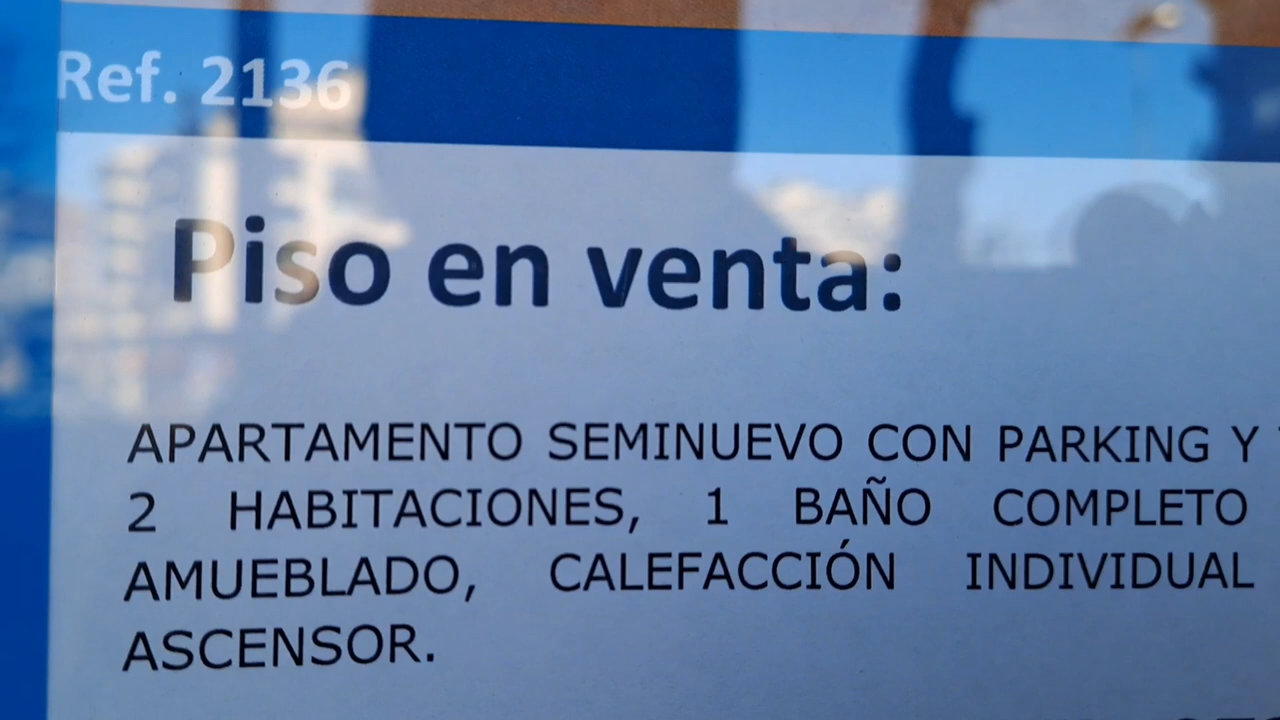 Ref. 2136
Piso en venta:
APARTAMENTO SEMINUEVO CON PARKING Y
2 HABITACIONES, 1 BAÑO COMPLETO
AMUEBLADO, CALEFACCIÓN INDIVIDUAL
ASCENSOR.